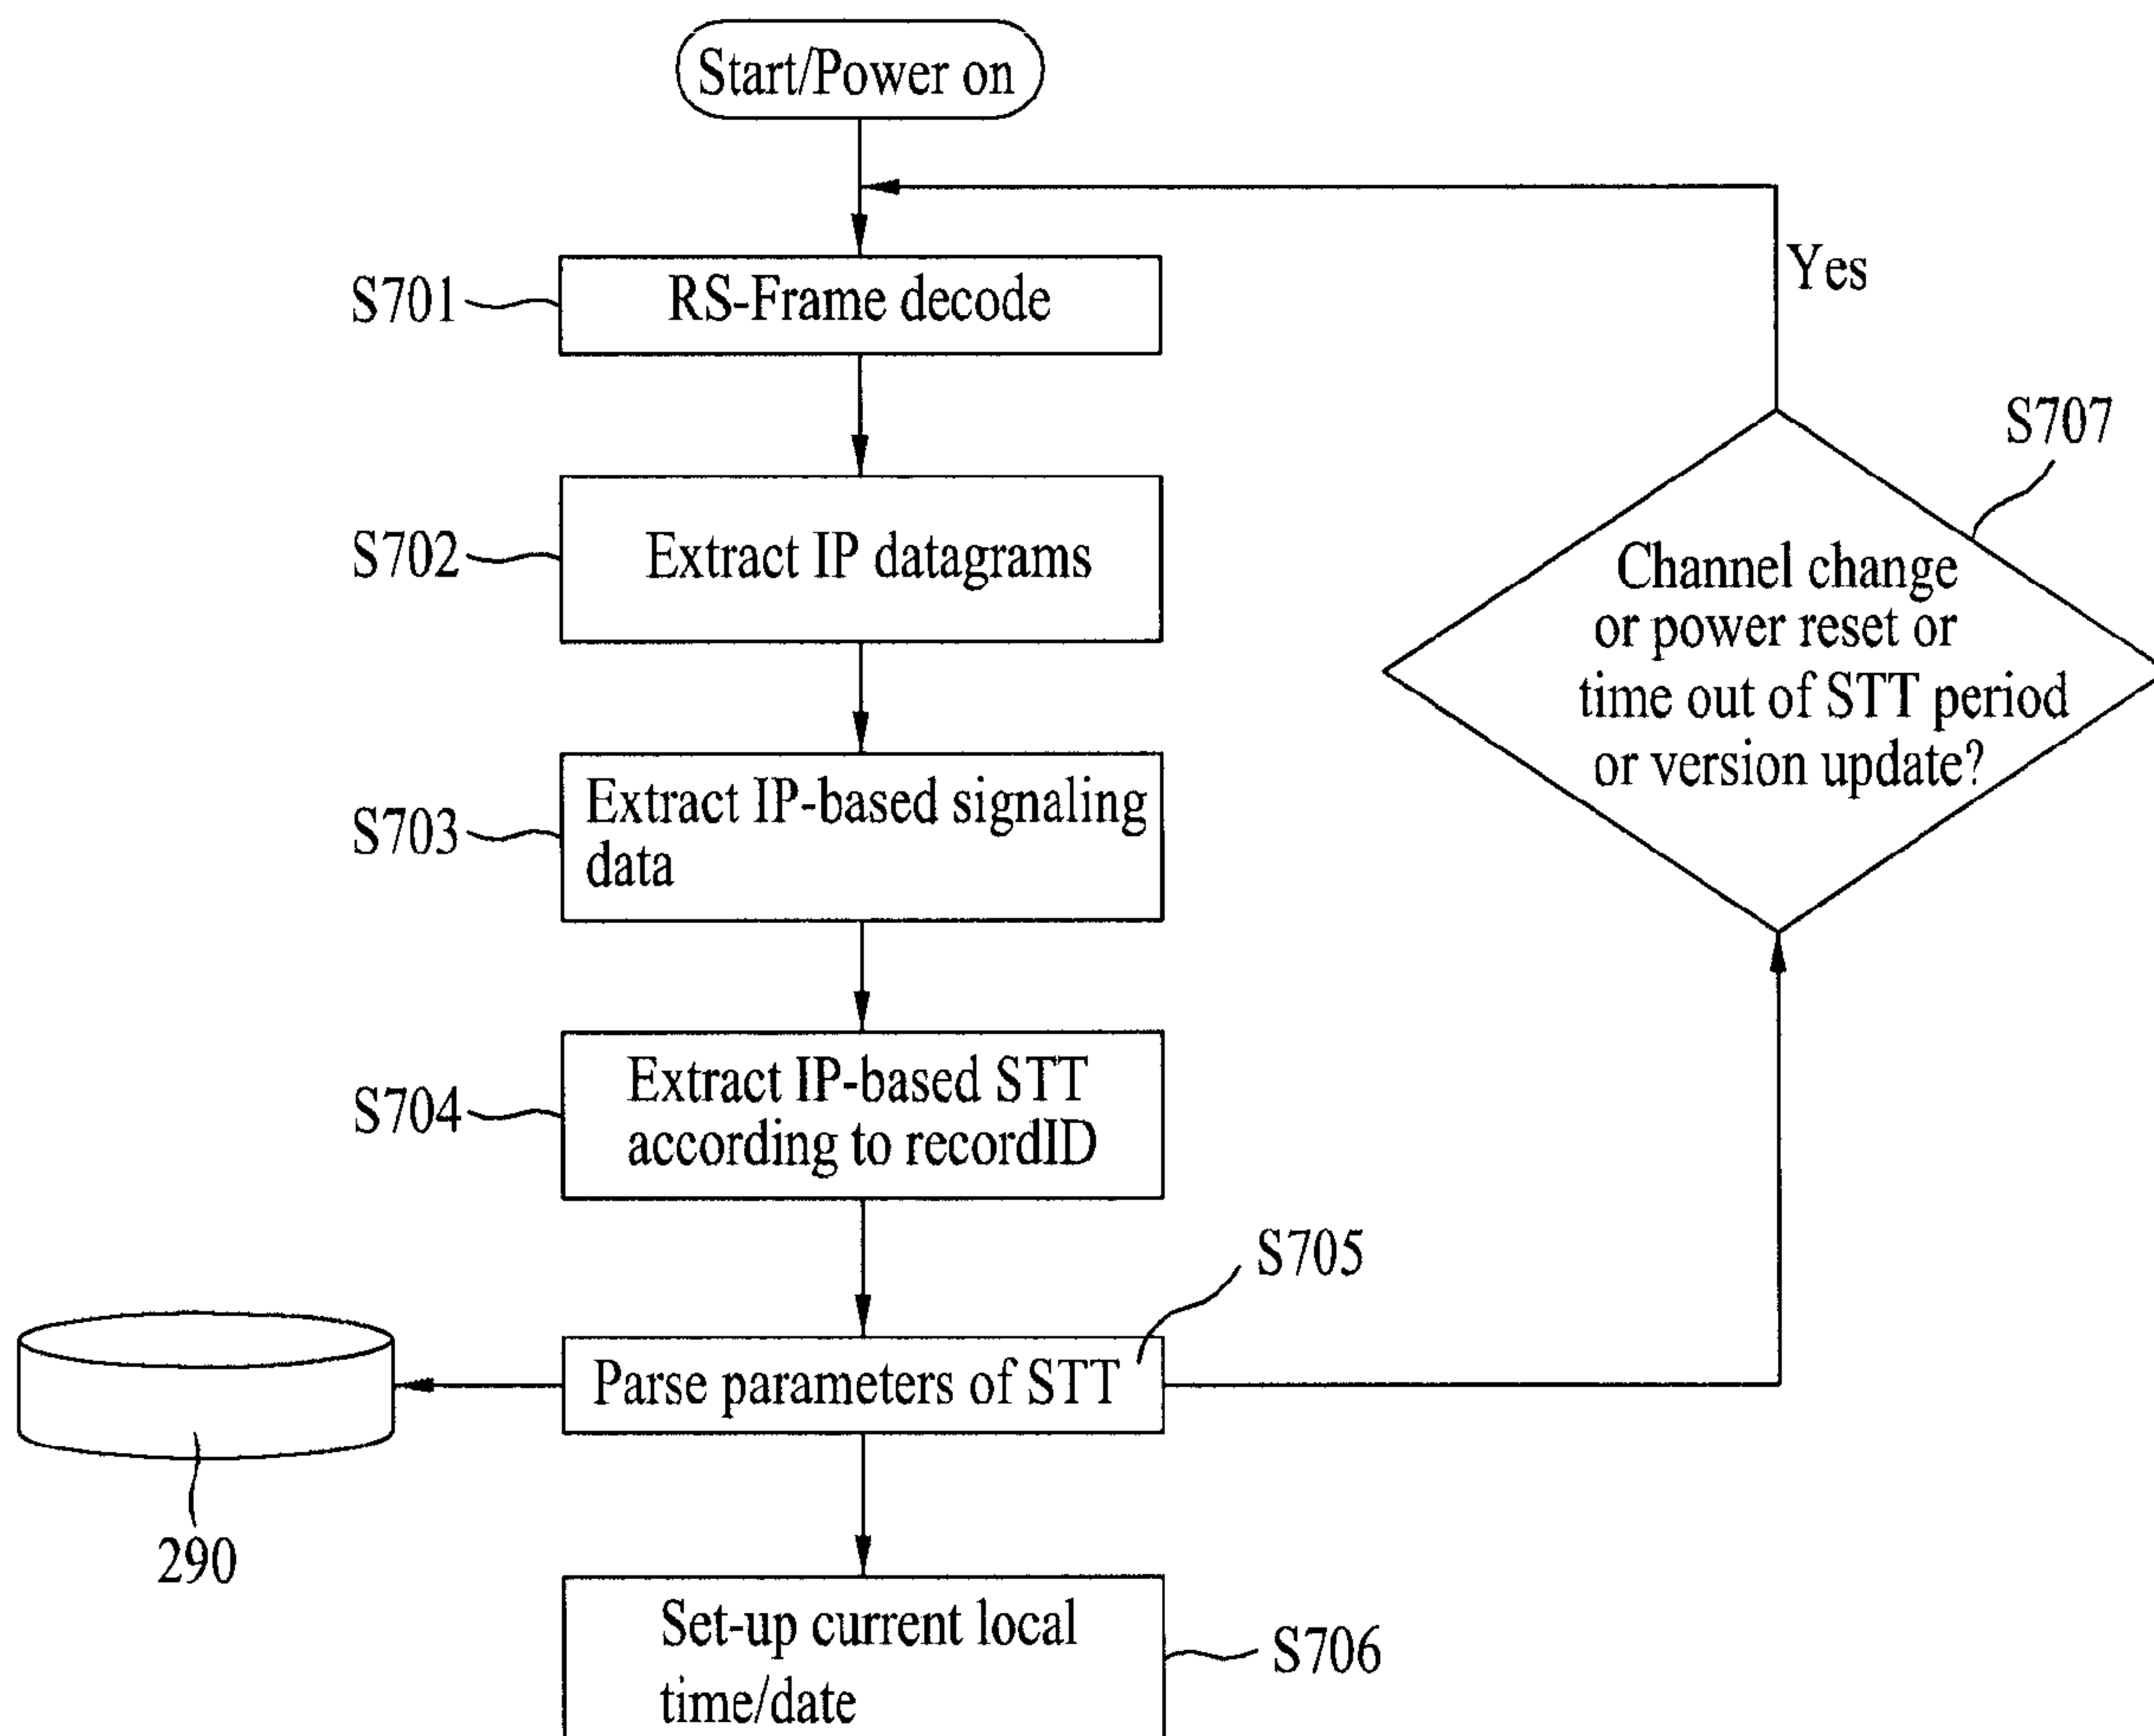 Start/Power on
Yes
S701
RS-Frame decode
S707
S702
Extract IP datagrams
Channel change
or power reset or
time out of STT period
or version update?
S703
Extract IP-based signaling
data
S704
Extract IP-based STT
according to recordID
S705
Parse parameters of STT
290
Set-up current local
time/date
S706